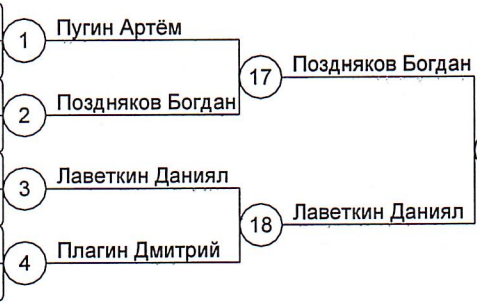 1 Пугин Артём
2 Поздняков Богдан
17 Поздняков Богдан
3 Лаветкин Даниял
18 Лаветкин Даниял
4 Плагин Дмитрий